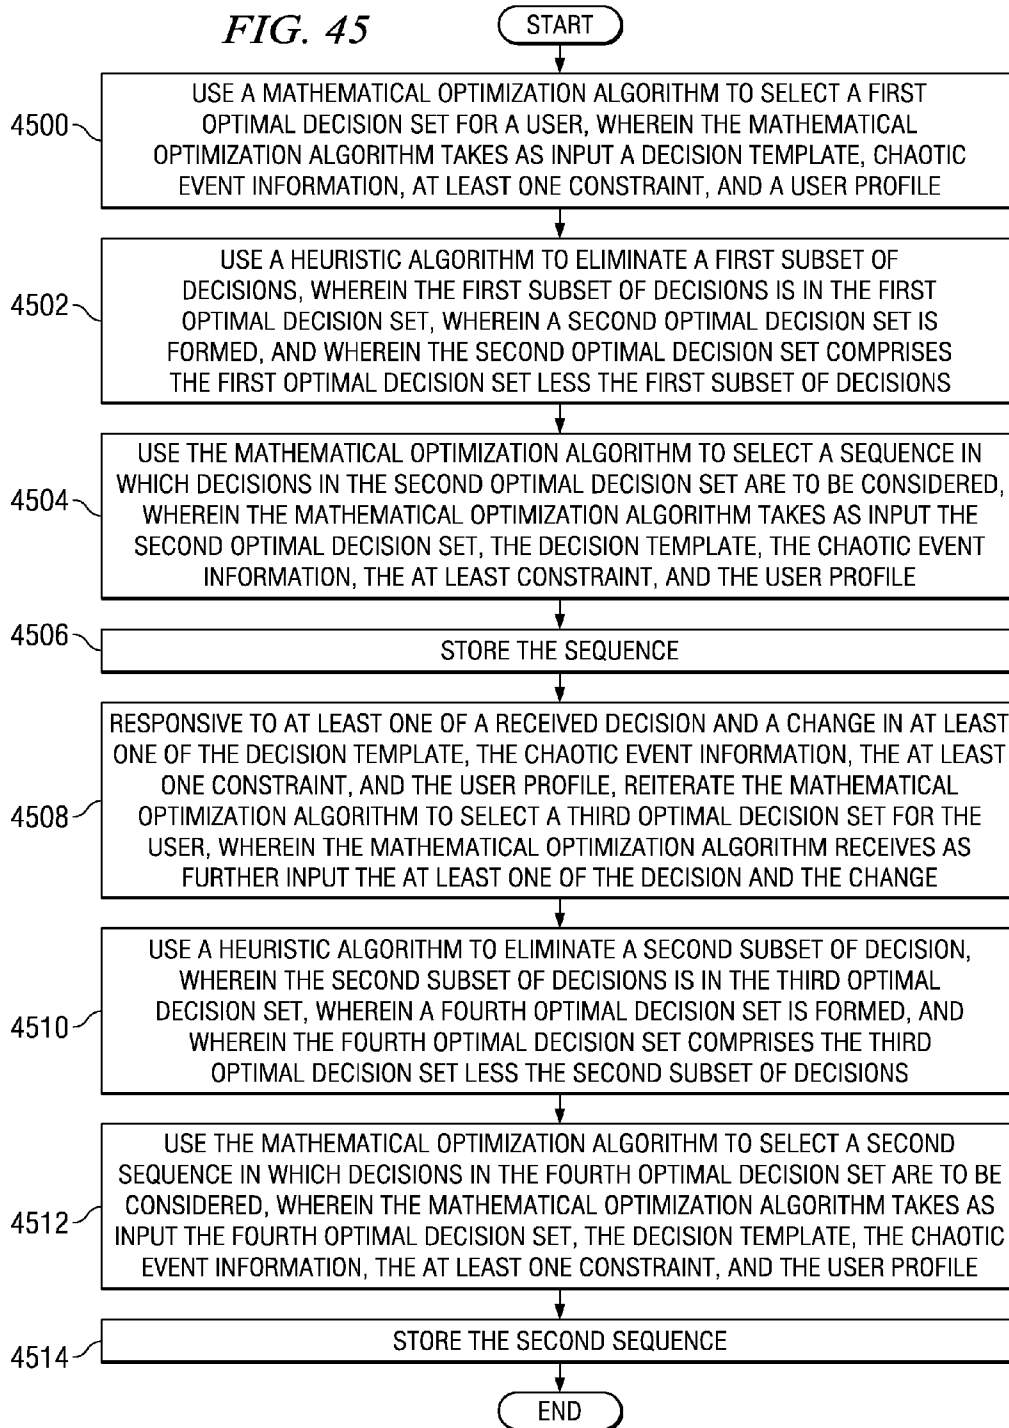 FIG. 45
START
4500
USE A MATHEMATICAL OPTIMIZATION ALGORITHM TO SELECT A FIRST
OPTIMAL DECISION SET FOR A USER, WHEREIN THE MATHEMATICAL
OPTIMIZATION ALGORITHM TAKES AS INPUT A DECISION TEMPLATE, CHAOTIC
EVENT INFORMATION, AT LEAST ONE CONSTRAINT, AND A USER PROFILE
4502
USE A HEURISTIC ALGORITHM TO ELIMINATE A FIRST SUBSET OF
DECISIONS, WHEREIN THE FIRST SUBSET OF DECISIONS IS IN THE FIRST
OPTIMAL DECISION SET, WHEREIN A SECOND OPTIMAL DECISION SET IS
FORMED, AND WHEREIN THE SECOND OPTIMAL DECISION SET COMPRISES
THE FIRST OPTIMAL DECISION SET LESS THE FIRST SUBSET OF DECISIONS
4504
USE THE MATHEMATICAL OPTIMIZATION ALGORITHM TO SELECT A SEQUENCE IN
WHICH DECISIONS IN THE SECOND OPTIMAL DECISION SET ARE TO BE CONSIDERED,
WHEREIN THE MATHEMATICAL OPTIMIZATION ALGORITHM TAKES AS INPUT THE
SECOND OPTIMAL DECISION SET, THE DECISION TEMPLATE, THE CHAOTIC EVENT
INFORMATION, THE AT LEAST CONSTRAINT, AND THE USER PROFILE
4506
STORE THE SEQUENCE
4508
RESPONSIVE TO AT LEAST ONE OF A RECEIVED DECISION AND A CHANGE IN AT LEAST
ONE OF THE DECISION TEMPLATE, THE CHAOTIC EVENT INFORMATION, THE AT LEAST
ONE CONSTRAINT, AND THE USER PROFILE, REITERATE THE MATHEMATICAL
OPTIMIZATION ALGORITHM TO SELECT A THIRD OPTIMAL DECISION SET FOR THE
USER, WHEREIN THE MATHEMATICAL OPTIMIZATION ALGORITHM RECEIVES AS
FURTHER INPUT THE AT LEAST ONE OF THE DECISION AND THE CHANGE
4510
USE A HEURISTIC ALGORITHM TO ELIMINATE A SECOND SUBSET OF DECISION,
WHEREIN THE SECOND SUBSET OF DECISIONS IS IN THE THIRD OPTIMAL
DECISION SET, WHEREIN A FOURTH OPTIMAL DECISION SET IS FORMED, AND
WHEREIN THE FOURTH OPTIMAL DECISION SET COMPRISES THE THIRD
OPTIMAL DECISION SET LESS THE SECOND SUBSET OF DECISIONS
4512
USE THE MATHEMATICAL OPTIMIZATION ALGORITHM TO SELECT A SECOND
SEQUENCE IN WHICH DECISIONS IN THE FOURTH OPTIMAL DECISION SET ARE TO BE
CONSIDERED, WHEREIN THE MATHEMATICAL OPTIMIZATION ALGORITHM TAKES AS
INPUT THE FOURTH OPTIMAL DECISION SET, THE DECISION TEMPLATE, THE CHAOTIC
EVENT INFORMATION, THE AT LEAST ONE CONSTRAINT, AND THE USER PROFILE
4514
STORE THE SECOND SEQUENCE
END